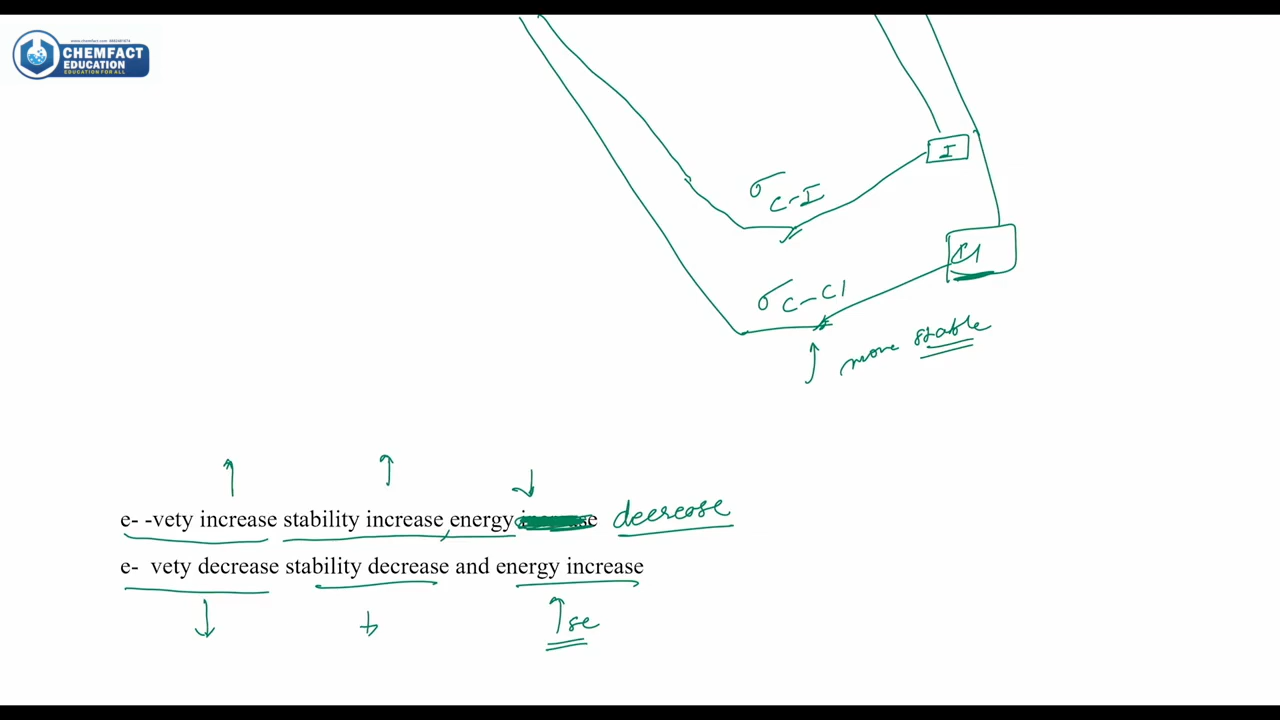 CHEMFACT
EDUCATION
EDUCATION FOR ALL
I
σ C-I
Cl
σ C-Cl
more stable
e- -vety increase stability increase, energy decrease
e- vety decrease stability decrease and energy increase
↑se